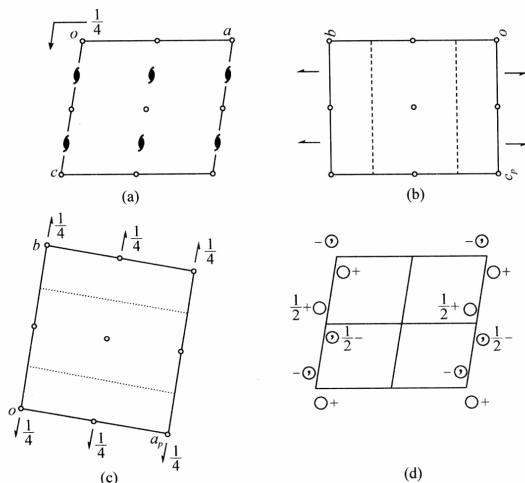 1/4
o
a
c
(a)
b
o
c_p
(b)
1/4 1/4 1/4
b
o
a_p
1/4 1/4 1/4
(c)
- , - ,
+ +
1/2+ 1/2+
, 1/2- , 1/2-
- , - ,
+ +
(d)